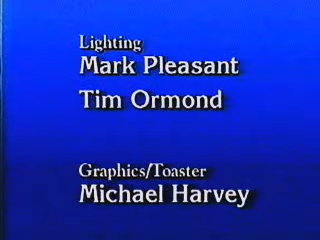 Lighting
Mark Pleasant
Tim Ormond
Graphics/Toaster
Michael Harvey